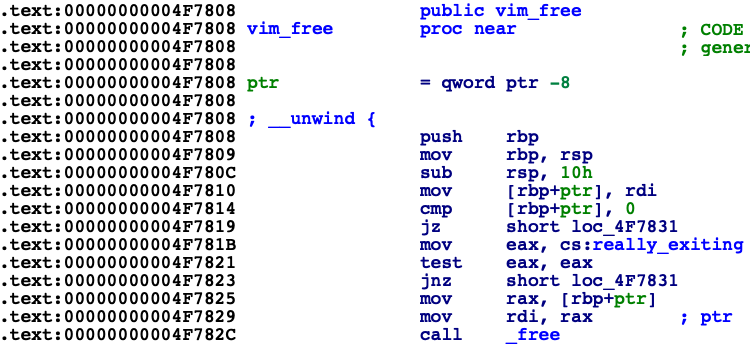 .text:00000000004F7808 public vim_free
.text:00000000004F7808 vim_free proc near ; CODE
.text:00000000004F7808 ; gener
.text:00000000004F7808
.text:00000000004F7808 ptr = qword ptr -8
.text:00000000004F7808
.text:00000000004F7808 ; __unwind {
.text:00000000004F7808 push rbp
.text:00000000004F7809 mov rbp, rsp
.text:00000000004F780C sub rsp, 10h
.text:00000000004F7810 mov [rbp+ptr], rdi
.text:00000000004F7814 cmp [rbp+ptr], 0
.text:00000000004F7819 jz short loc_4F7831
.text:00000000004F781B mov eax, cs:really_exiting
.text:00000000004F7821 test eax, eax
.text:00000000004F7823 jnz short loc_4F7831
.text:00000000004F7825 mov rax, [rbp+ptr]
.text:00000000004F7829 mov rdi, rax ; ptr
.text:00000000004F782C call _free